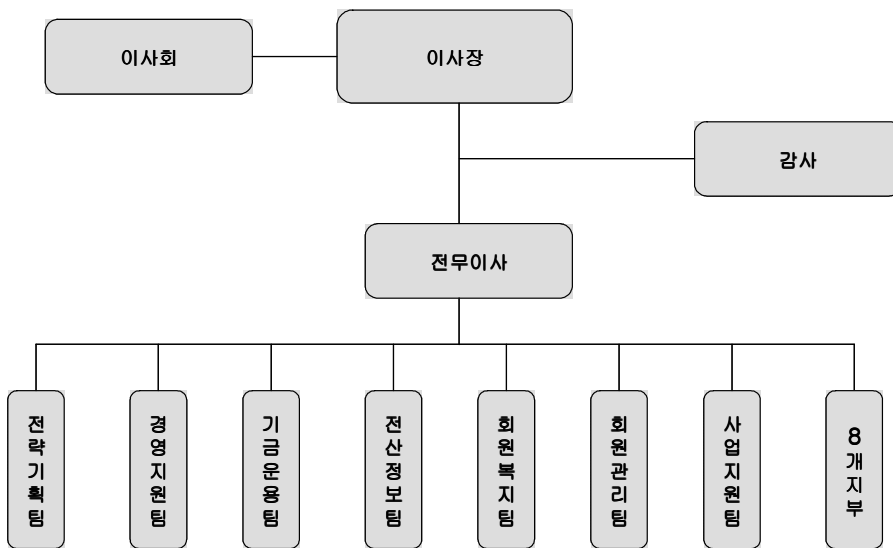 이사회
이사장
감사
전무이사
전략기획팀
경영지원팀
기금운용팀
전산정보팀
회원복지팀
회원관리팀
사업지원팀
8개지부